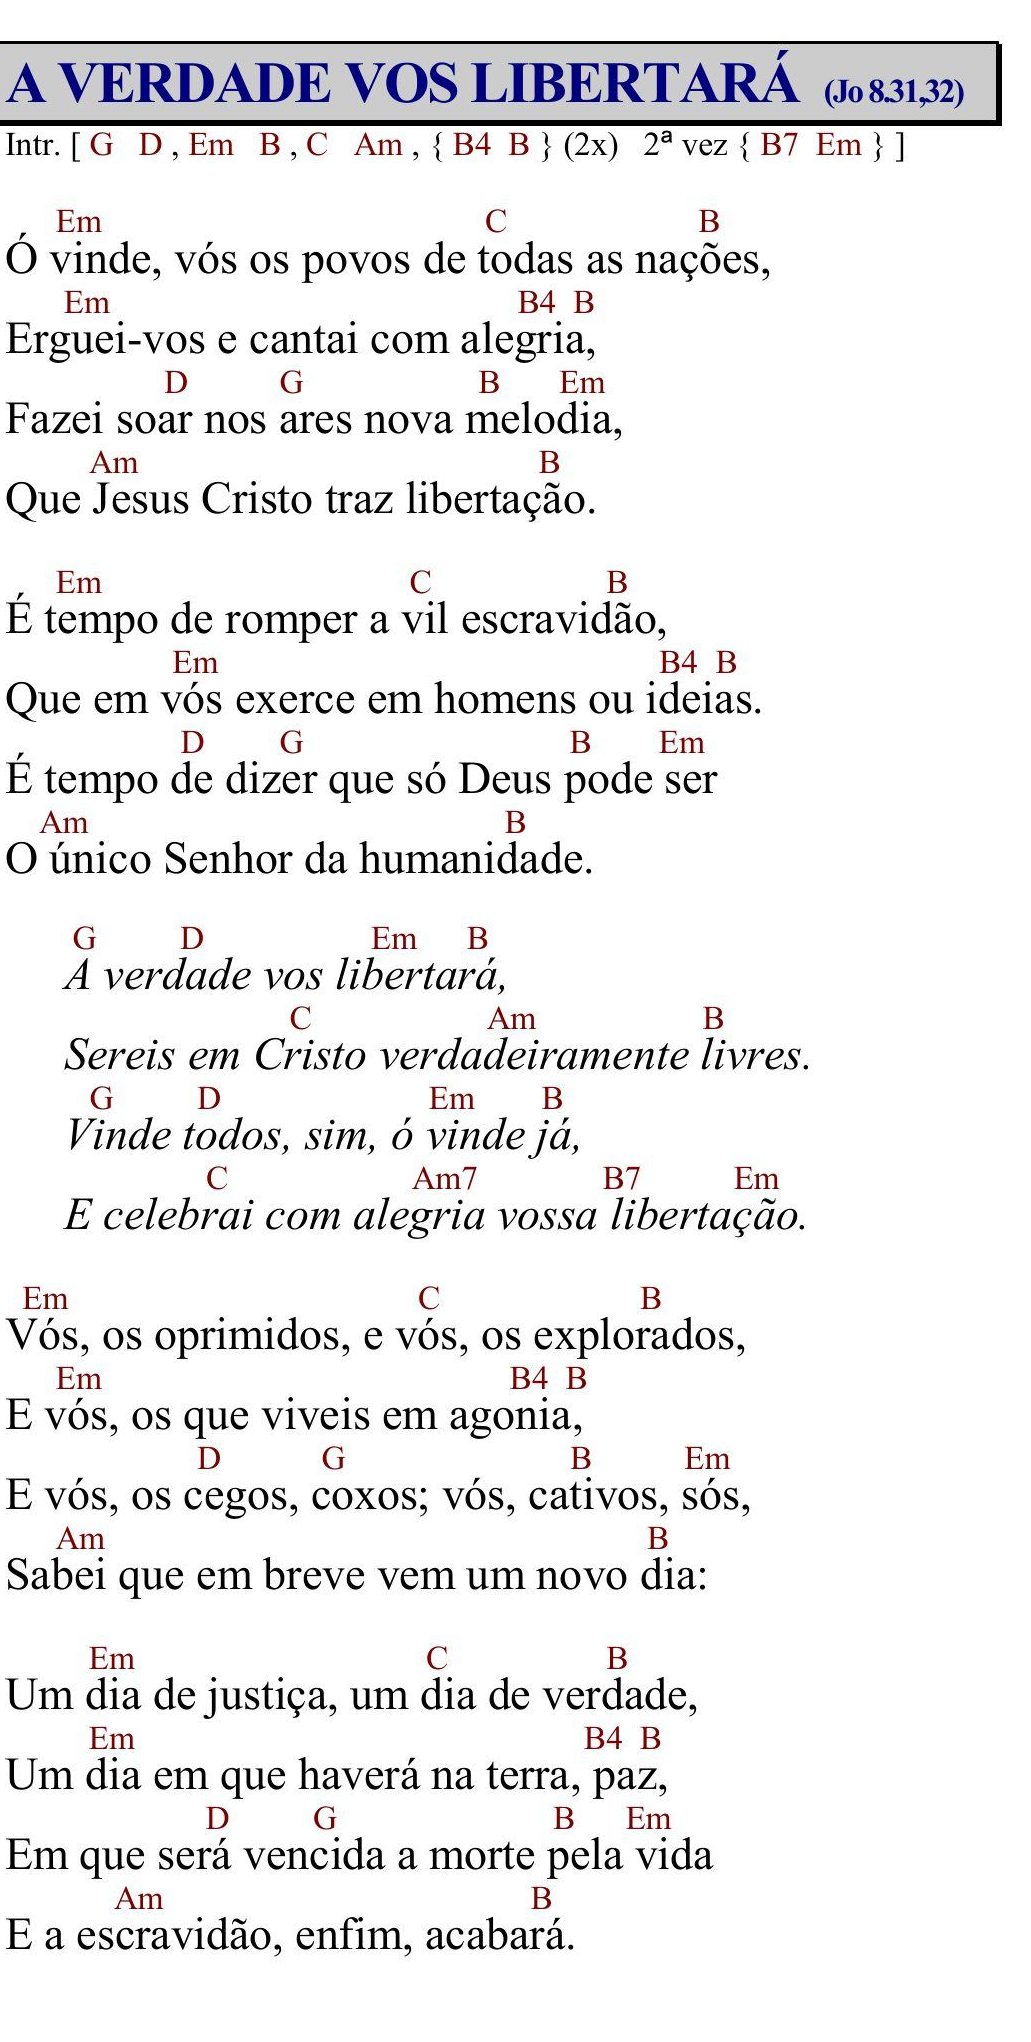 A VERDADE VOS LIBERTARÁ (Jo 8.31,32)
Intr. [ G D , Em B , C Am , { B4 B } (2x) 2ª vez { B7 Em } ]
Em C B
Ó vinde, vós os povos de todas as nações,
Em B4 B
Erguei-vos e cantai com alegria,
D G B Em
Fazei soar nos ares nova melodia,
Am B
Que Jesus Cristo traz libertação.
Em C B
É tempo de romper a vil escravidão,
Em B4 B
Que em vós exerce em homens ou ideias.
D G B Em
É tempo de dizer que só Deus pode ser
Am B
O único Senhor da humanidade.
G D Em B
A verdade vos libertará,
C Am B
Sereis em Cristo verdadeiramente livres.
G D Em B
Vinde todos, sim, ó vinde já,
C Am7 B7 Em
E celebrai com alegria vossa libertação.
Em C B
Vós, os oprimidos, e vós, os explorados,
Em B4 B
E vós, os que viveis em agonia,
D G B Em
E vós, os cegos, coxos; vós, cativos, sós,
Am B
Sabei que em breve vem um novo dia:
Em C B
Um dia de justiça, um dia de verdade,
Em B4 B
Um dia em que haverá na terra, paz,
D G B Em
Em que será vencida a morte pela vida
Am B
E a escravidão, enfim, acabará.